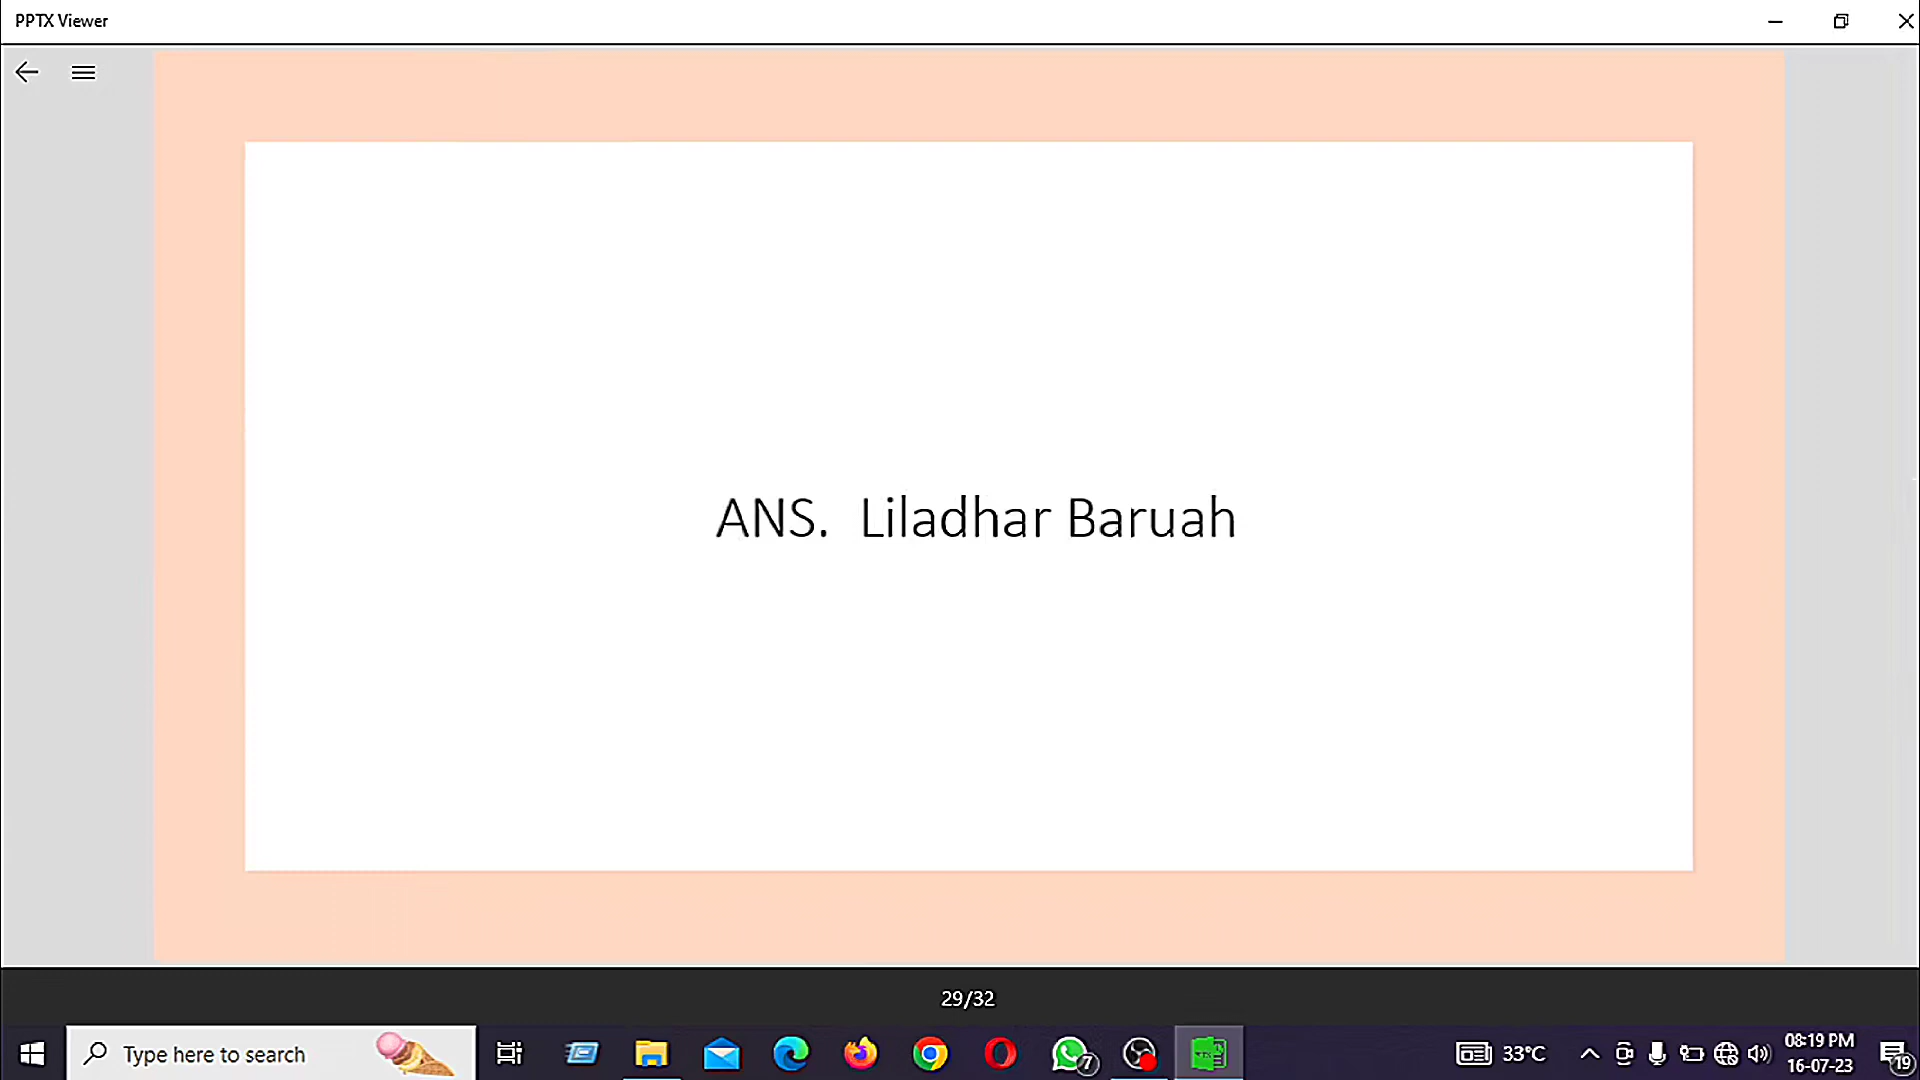 PPTX Viewer
ANS.  Liladhar Baruah
29/32
Type here to search
7
33°C
08:19 PM
16-07-23
19